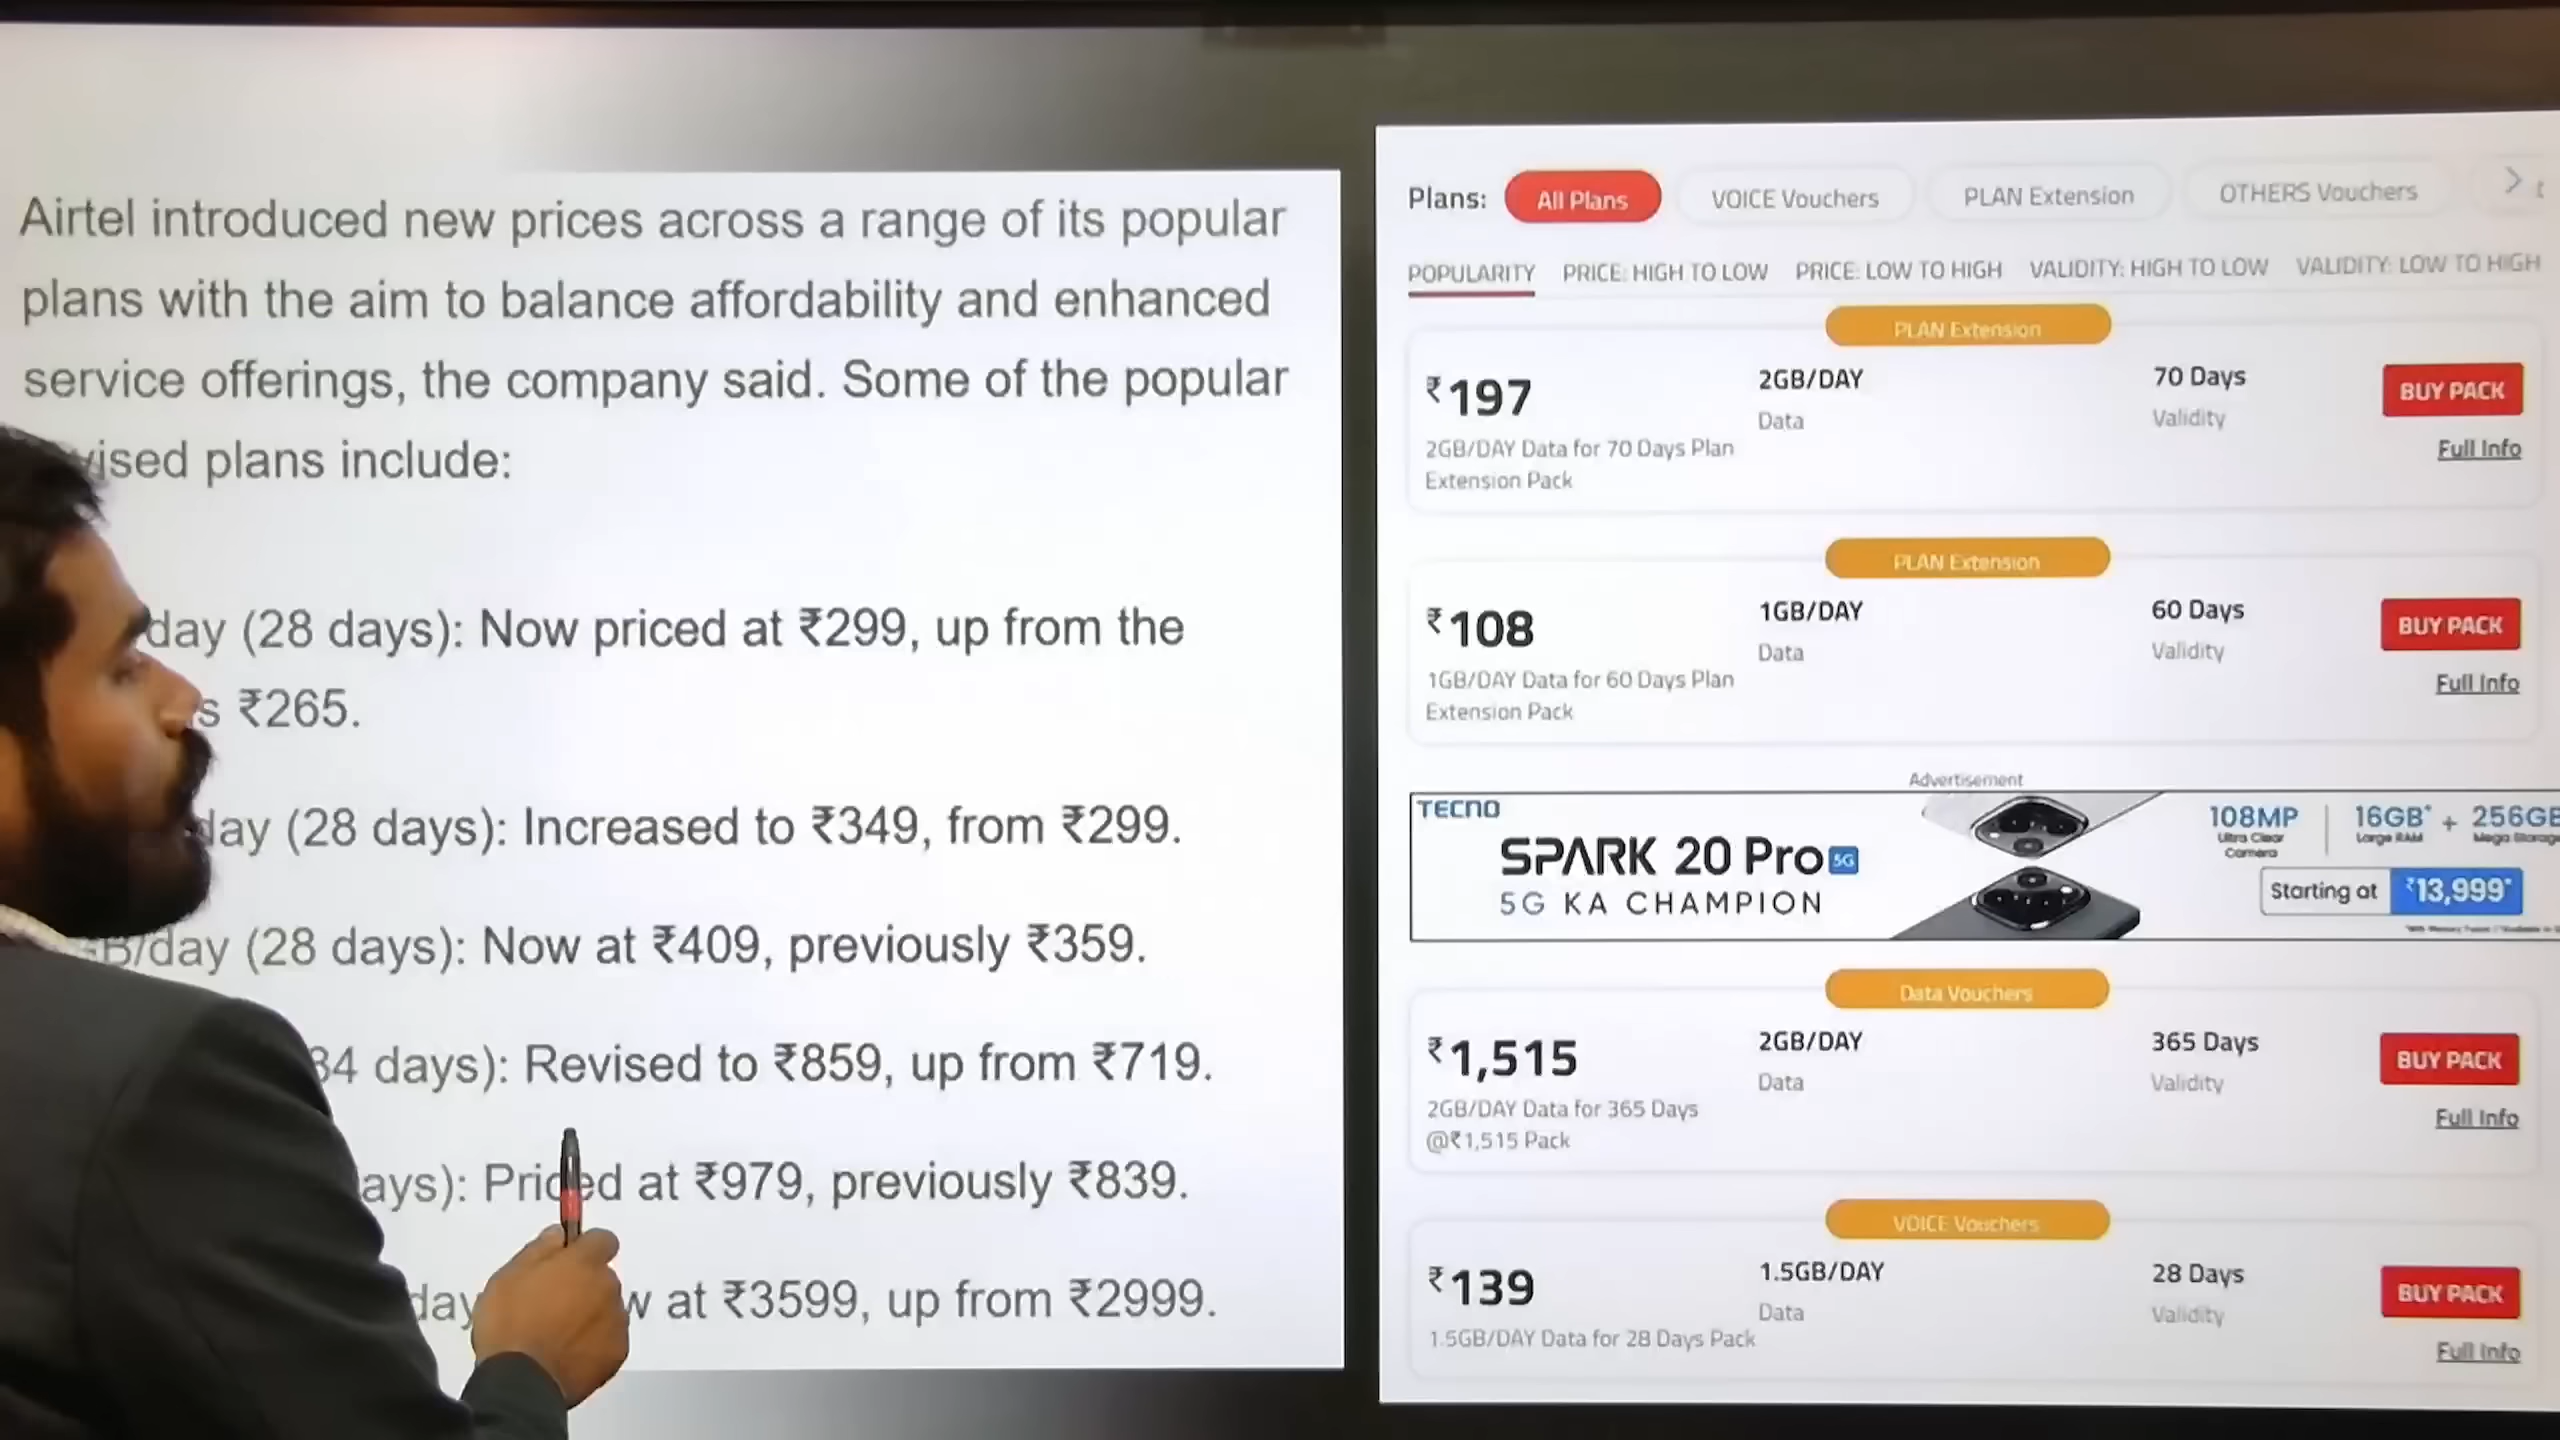 Airtel introduced new prices across a range of its popular
plans with the aim to balance affordability and enhanced
service offerings, the company said. Some of the popular
plans include:
day (28 days): Now priced at ₹299, up from the
₹265.
(28 days): Increased to ₹349, from ₹299.
GB/day (28 days): Now at ₹409, previously ₹359.
days): Revised to ₹859, up from ₹719.
Priced at ₹979, previously ₹839.
at ₹3599, up from ₹2999.
Plans: All Plans VOICE Vouchers PLAN Extension OTHERS Vouchers >
POPULARITY PRICE: HIGH TO LOW PRICE: LOW TO HIGH VALIDITY: HIGH TO LOW VALIDITY: LOW TO HIGH
PLAN Extension
₹197 2GB/DAY 70 Days BUY PACK
Data Validity
2GB/DAY Data for 70 Days Plan Full Info
Extension Pack
PLAN Extension
₹108 1GB/DAY 60 Days BUY PACK
Data Validity
1GB/DAY Data for 60 Days Plan Full Info
Extension Pack
Advertisement
TECNO
SPARK 20 Pro 5G
5G KA CHAMPION
108MP 16GB* + 256GB
Ultra Clear Large RAM Mega Storage
Camera
Starting at ₹13,999*
Data Vouchers
₹1,515 2GB/DAY 365 Days BUY PACK
Data Validity
2GB/DAY Data for 365 Days Full Info
@₹1,515 Pack
VOICE Vouchers
₹139 1.5GB/DAY 28 Days BUY PACK
Data Validity
1.5GB/DAY Data for 28 Days Pack Full Info